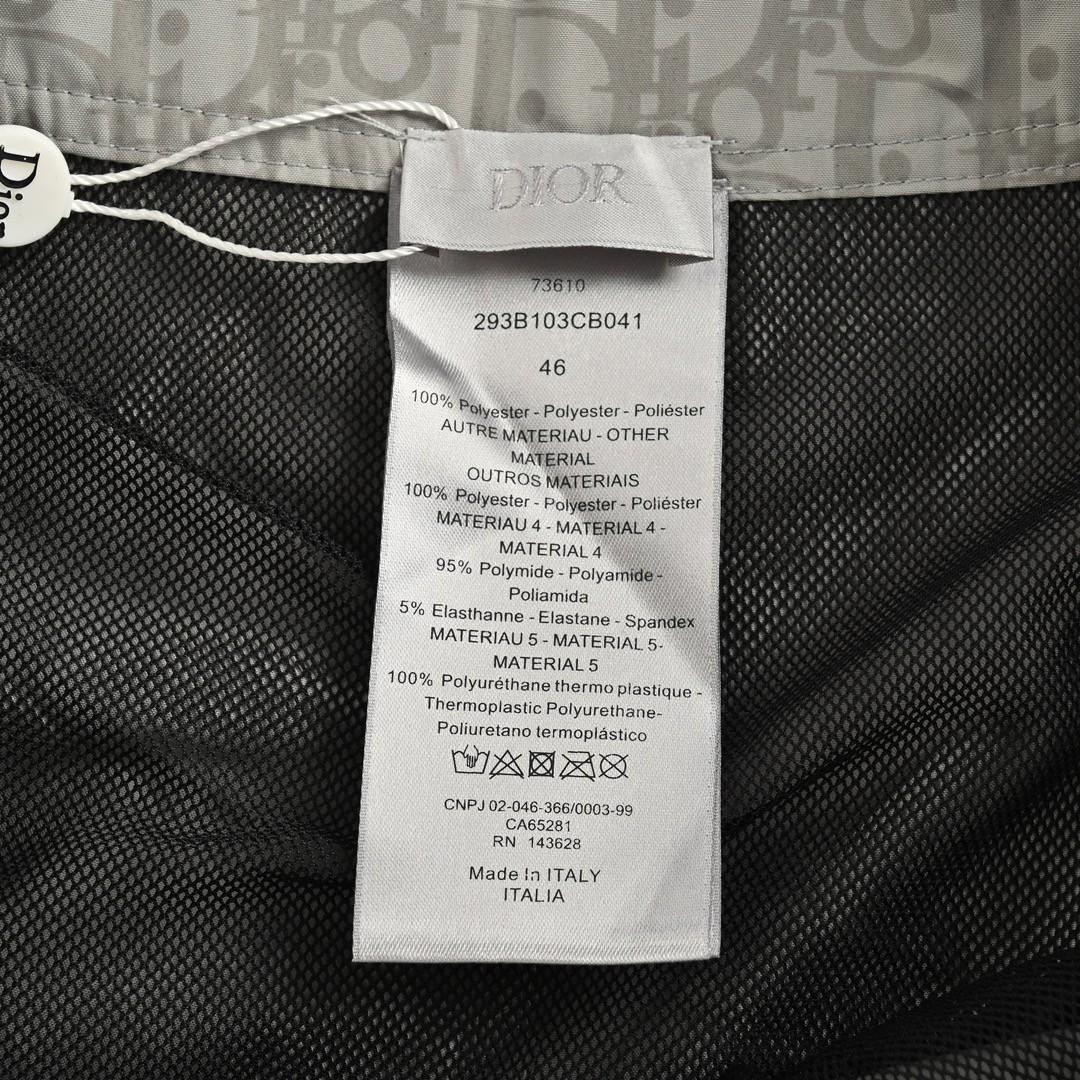 Dior
DIOR
73610
293B103CB041
46
100% Polyester - Polyester - Poliéster
AUTRE MATERIAU - OTHER
MATERIAL
OUTROS MATERIAIS
100% Polyester - Polyester - Poliéster
MATERIAU 4 - MATERIAL 4 -
MATERIAL 4
95% Polymide - Polyamide -
Poliamida
5% Elasthanne - Elastane - Spandex
MATERIAU 5 - MATERIAL 5-
MATERIAL 5
100% Polyuréthane thermo plastique -
Thermoplastic Polyurethane-
Poliuretano termoplástico
CNPJ 02-046-366/0003-99
CA65281
RN 143628
Made In ITALY
ITALIA